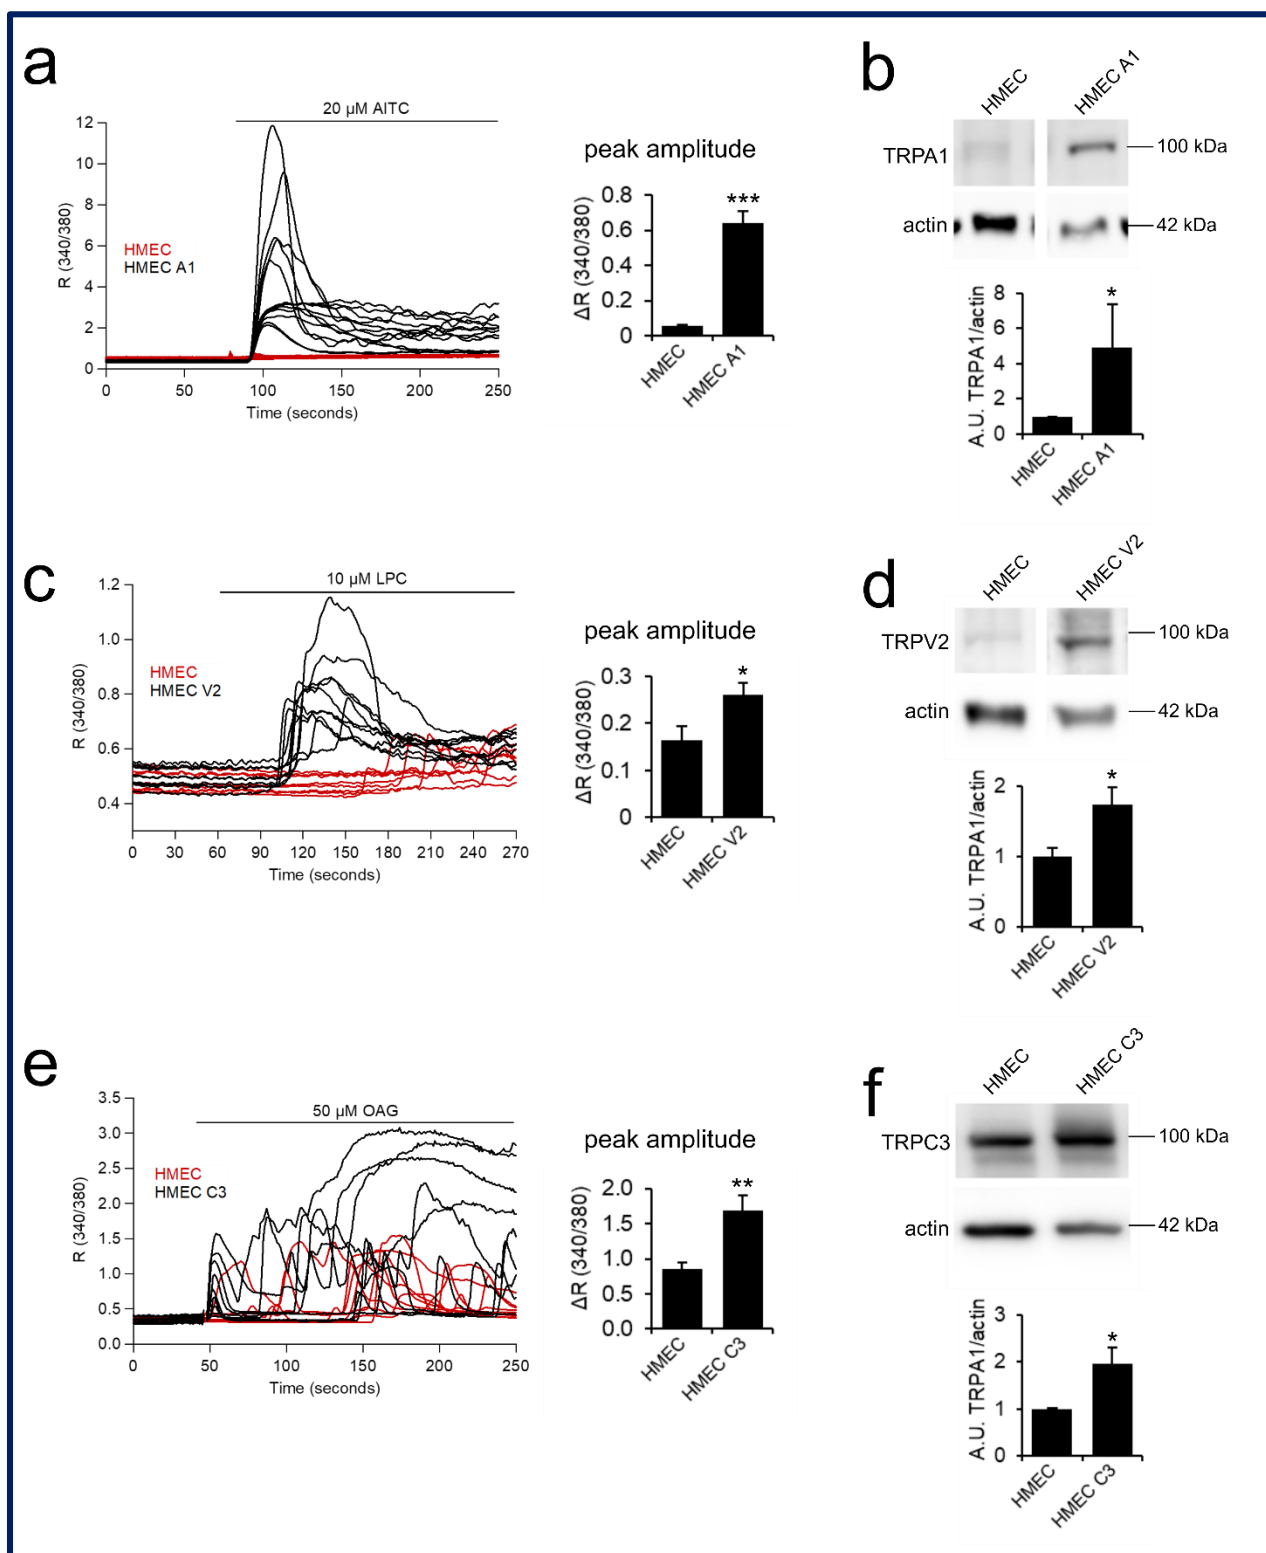 a
20 µM AITC
12
10
8
6
4
2
0
R (340/380)
HMEC
HMEC A1
0 50 100 150 200 250
Time (seconds)
peak amplitude
0.8
0.6
0.4
0.2
0
ΔR (340/380)
***
HMEC
HMEC A1
b
HMEC
HMEC A1
TRPA1
100 kDa
actin
42 kDa
8
6
4
2
0
A.U. TRPA1/actin
*
HMEC
HMEC A1
c
10 µM LPC
1.2
1.0
0.8
0.6
0.4
R (340/380)
HMEC
HMEC V2
0 30 60 90 120 150 180 210 240 270
Time (seconds)
peak amplitude
0.3
0.2
0.1
0
ΔR (340/380)
*
HMEC
HMEC V2
d
HMEC
HMEC V2
TRPV2
100 kDa
actin
42 kDa
2
1
0
A.U. TRPA1/actin
*
HMEC
HMEC V2
e
50 µM OAG
3.5
3.0
2.5
2.0
1.5
1.0
0.5
0.0
R (340/380)
HMEC
HMEC C3
0 50 100 150 200 250
Time (seconds)
peak amplitude
2.0
1.5
1.0
0.5
0.0
ΔR (340/380)
**
HMEC
HMEC C3
f
HMEC
HMEC C3
TRPC3
100 kDa
actin
42 kDa
3
2
1
0
A.U. TRPA1/actin
*
HMEC
HMEC C3